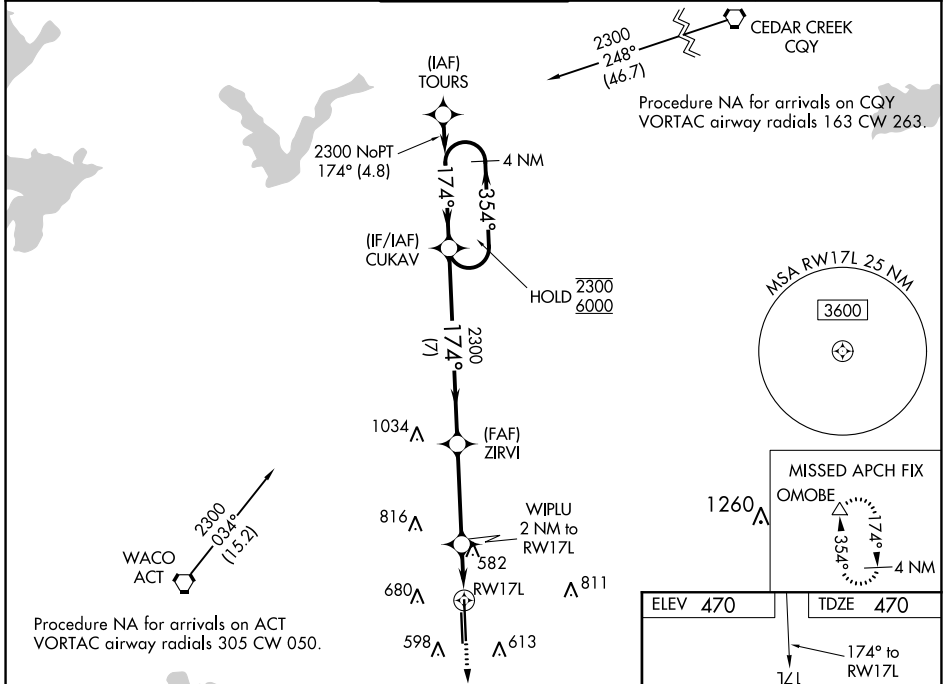 CEDAR CREEK
CQY
2300
248°
(46.7)
Procedure NA for arrivals on CQY
VORTAC airway radials 163 CW 263.
(IAF)
TOURS
2300 NoPT
174° (4.8)
4 NM
174°
354°
(IF/IAF)
CUKAV
HOLD 2300
6000
2300
174°
(7)
MSA RW17L 25 NM
3600
1034
(FAF)
ZIRVI
MISSED APCH FIX
OMOBE
174°
354°
4 NM
1260
816
WIPLU
2 NM to
RW17L
582
2300
034°
(15.2)
WACO
ACT
680
RW17L
811
Procedure NA for arrivals on ACT
VORTAC airway radials 305 CW 050.
598
613
ELEV 470
TDZE 470
174° to
RW17L
17L